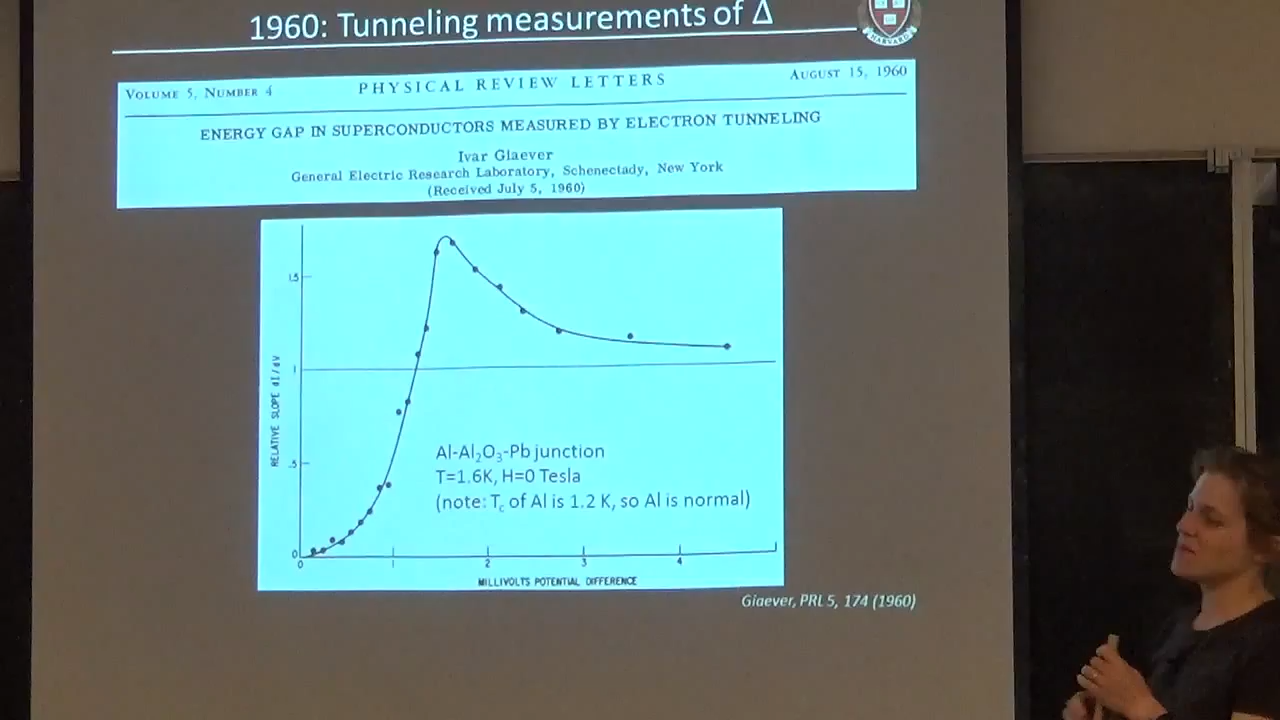 1960: Tunneling measurements of Δ
HARVARD
VOLUME 5, NUMBER 4 PHYSICAL REVIEW LETTERS AUGUST 15, 1960
ENERGY GAP IN SUPERCONDUCTORS MEASURED BY ELECTRON TUNNELING
Ivar Giaever
General Electric Research Laboratory, Schenectady, New York
(Received July 5, 1960)
1.5
1
.5
0
RELATIVE SLOPE dI/dV
Al-Al₂O₃-Pb junction
T=1.6K, H=0 Tesla
(note: Tc of Al is 1.2 K, so Al is normal)
0 1 2 3 4
MILLIVOLTS POTENTIAL DIFFERENCE
Giaever, PRL 5, 174 (1960)